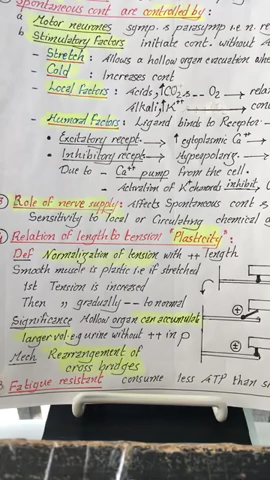 Spontaneous cont are controlled by:
a Motor neurones symp. & parasymp i.e. n. re
b Stimulatory Factors initiate cont. without A
- Stretch: Allows a hollow organ evacuation whe
- Cold : Increases cont
- Local Factors: Acids, ↑CO2, -- O2 → relax
Alkali, ↑K++ → con
- Humoral Factors: Ligand binds to Receptor
• Excitatory recept. → ↑ cytoplasmic Ca++ →
• Inhibitory recept → Hyperpolariz. →
Due to - Ca++ pump from the cell.
- Activation of K+ channels inhibit,
Role of nerve supply: Affects Spontaneous cont &
Sensitivity to local or Circulating chemical a
Relation of length to tension "Plasticity":
Def Normalization of tension with ++ length
Smooth muscle is plastic i.e if stretched
1st Tension is increased
Then " gradually -- to normal
Significance Hollow organ can accumulate
larger vol. e.g urine without ++ in p
Mech Rearrangement of
cross bridges
Fatigue resistant consume less ATP than s